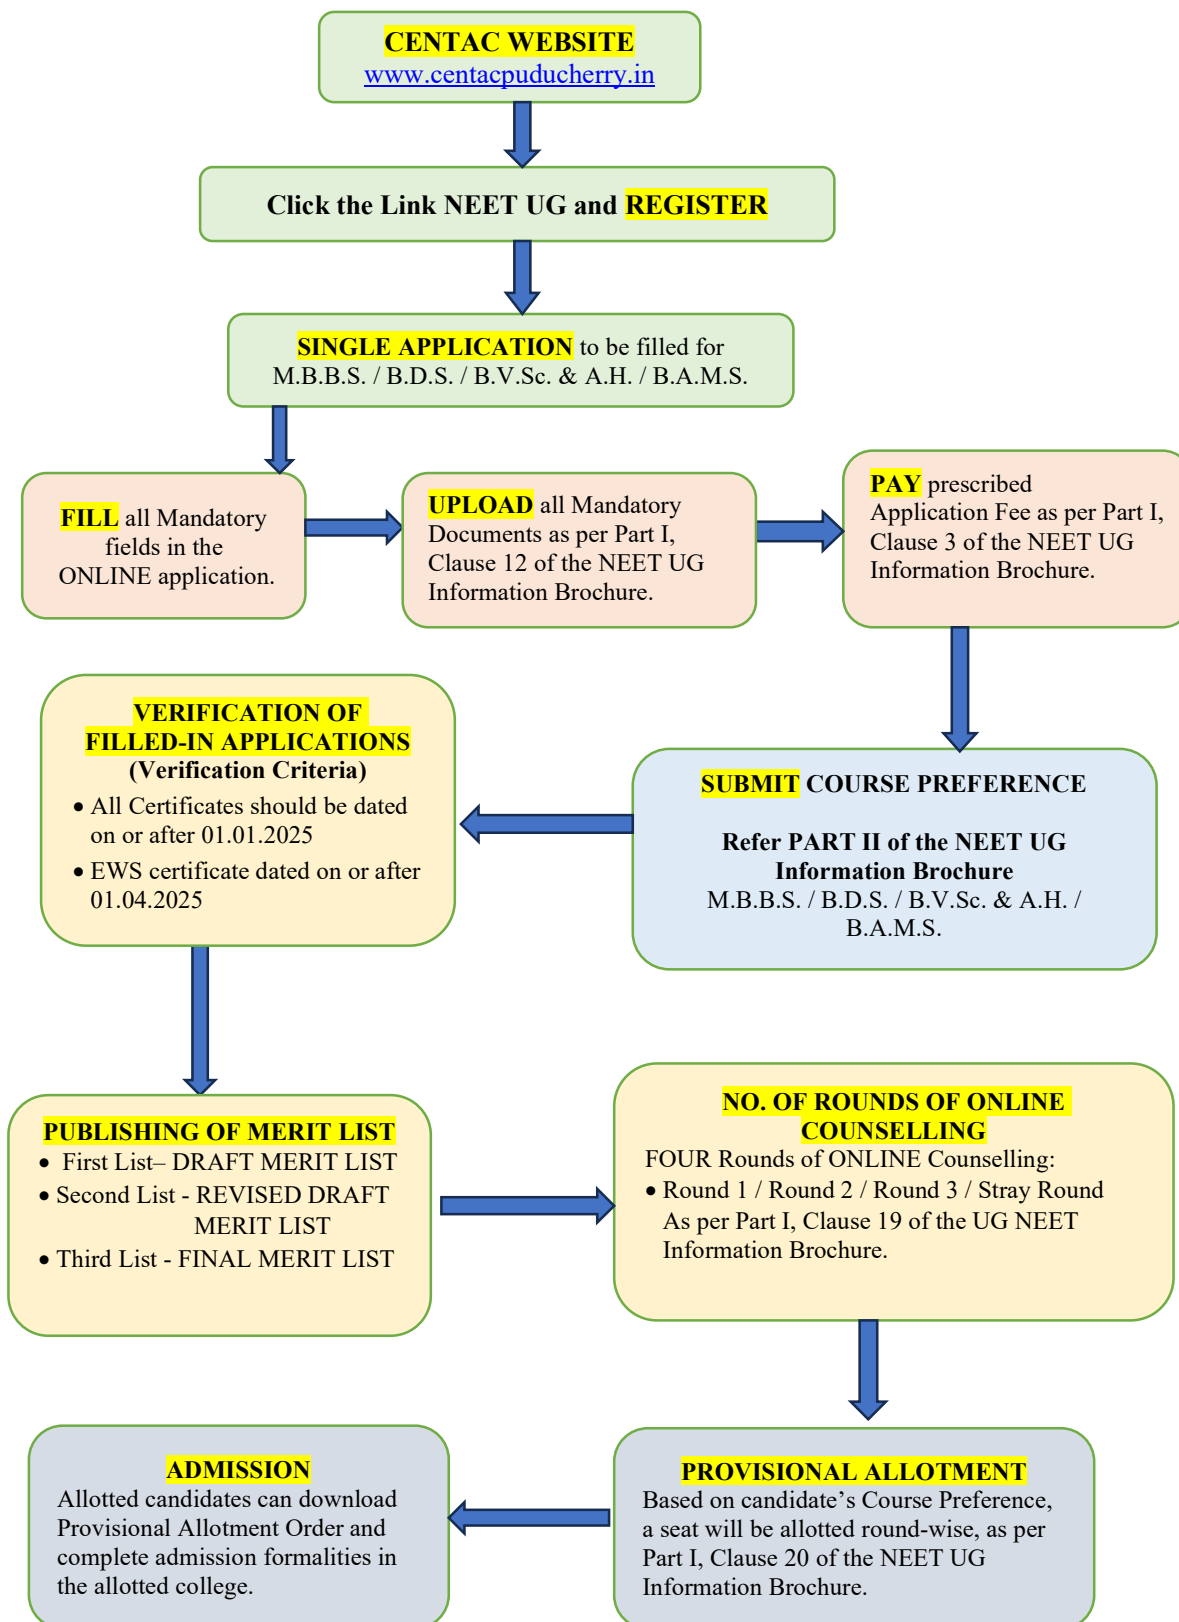 CENTAC WEBSITE
www.centacpuducherry.in
Click the Link NEET UG and REGISTER
SINGLE APPLICATION to be filled for
M.B.B.S. / B.D.S. / B.V.Sc. & A.H. / B.A.M.S.
FILL all Mandatory
fields in the
ONLINE application.
UPLOAD all Mandatory
Documents as per Part I,
Clause 12 of the NEET UG
Information Brochure.
PAY prescribed
Application Fee as per Part I,
Clause 3 of the NEET UG
Information Brochure.
SUBMIT COURSE PREFERENCE
Refer PART II of the NEET UG
Information Brochure
M.B.B.S. / B.D.S. / B.V.Sc. & A.H. /
B.A.M.S.
VERIFICATION OF
FILLED-IN APPLICATIONS
(Verification Criteria)
• All Certificates should be dated
on or after 01.01.2025
• EWS certificate dated on or after
01.04.2025
PUBLISHING OF MERIT LIST
• First List– DRAFT MERIT LIST
• Second List - REVISED DRAFT
MERIT LIST
• Third List - FINAL MERIT LIST
NO. OF ROUNDS OF ONLINE
COUNSELLING
FOUR Rounds of ONLINE Counselling:
• Round 1 / Round 2 / Round 3 / Stray Round
As per Part I, Clause 19 of the UG NEET
Information Brochure.
PROVISIONAL ALLOTMENT
Based on candidate’s Course Preference,
a seat will be allotted round-wise, as per
Part I, Clause 20 of the NEET UG
Information Brochure.
ADMISSION
Allotted candidates can download
Provisional Allotment Order and
complete admission formalities in
the allotted college.